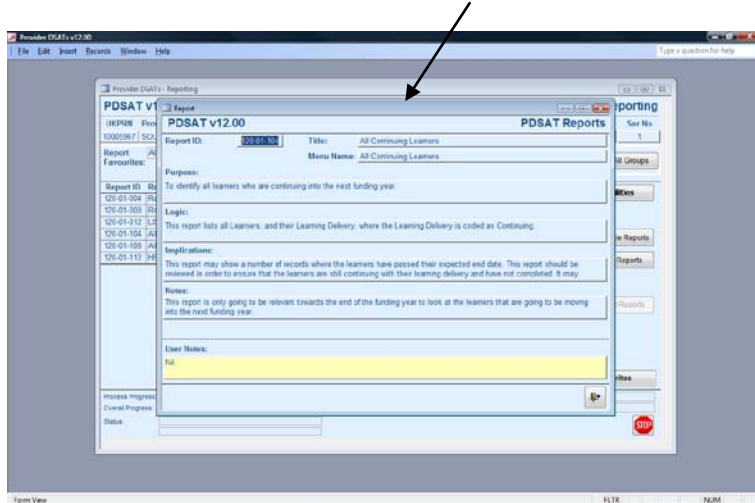 Provider DSATs v12.00
File Edit Insert Records Window Help
Type a question for help
Provider DSATs - Reporting
PDSAT v1
porting
Report
PDSAT v12.00
PDSAT Reports
UKPRN
Ser No
10005967
1
Report ID:
120-01-104
Title:
All Continuing Learners
Menu Name:
All Continuing Learners
Report
Favourites:
All Groups
Purpose:
To identify all learners who are continuing into the next funding year.
Report ID
120-01-004
120-01-308
120-01-312
120-01-104
120-01-108
120-01-112
Logic:
This report lists all Learners, and their Learning Delivery, where the Learning Delivery is coded as Continuing.
Implications:
This report may show a number of records where the learners have passed their expected end date. This report should be
reviewed in order to ensure that the learners are still continuing with their learning delivery and have not completed. It may
Reports
Reports
Reports
Notes:
This report is only going to be relevant towards the end of the funding year to look at the learners that are going to be moving
into the next funding year.
User Notes:
Nil.
Process Progress
Overall Progress
Status
STOP
Form View
FLTR
NUM